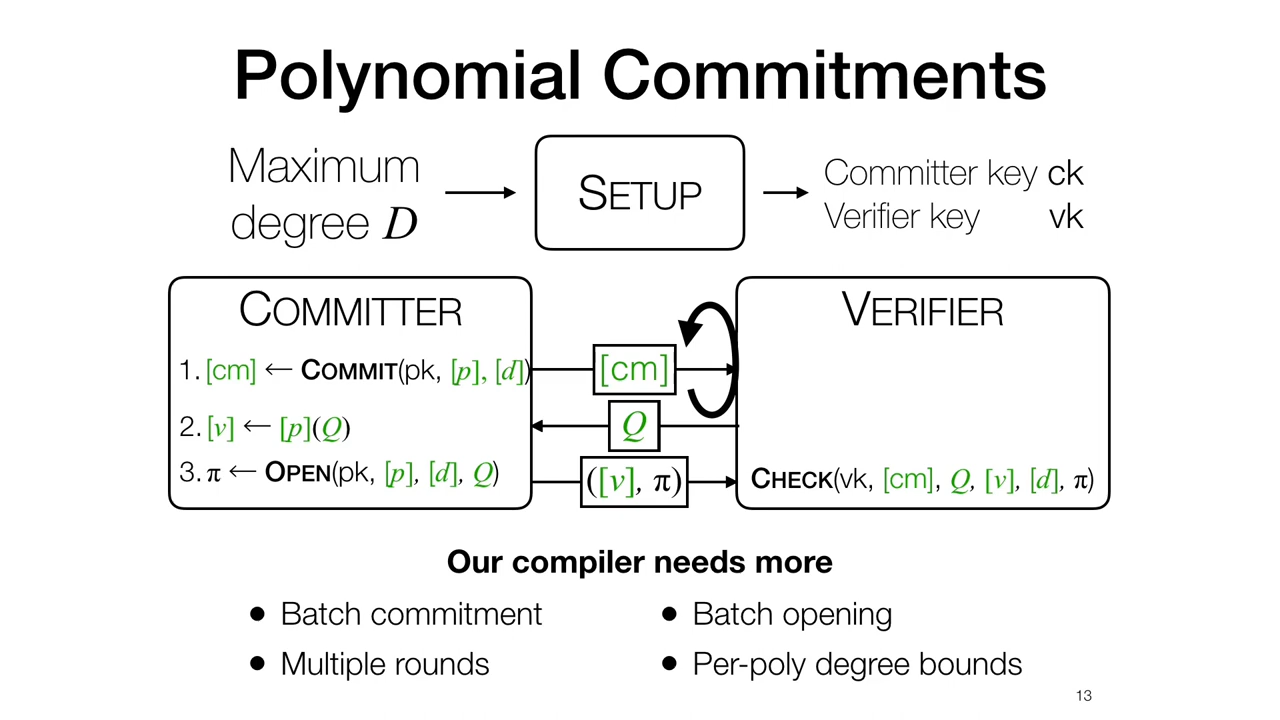 Polynomial Commitments
Maximum
degree D
SETUP
Committer key ck
Verifier key vk
COMMITTER
1. [cm] ← COMMIT(pk, [p], [d])
2. [v] ← [p](Q)
3. π ← OPEN(pk, [p], [d], Q)
[cm]
Q
([v], π)
VERIFIER
CHECK(vk, [cm], Q, [v], [d], π)
Our compiler needs more
• Batch commitment
• Multiple rounds
• Batch opening
• Per-poly degree bounds
13